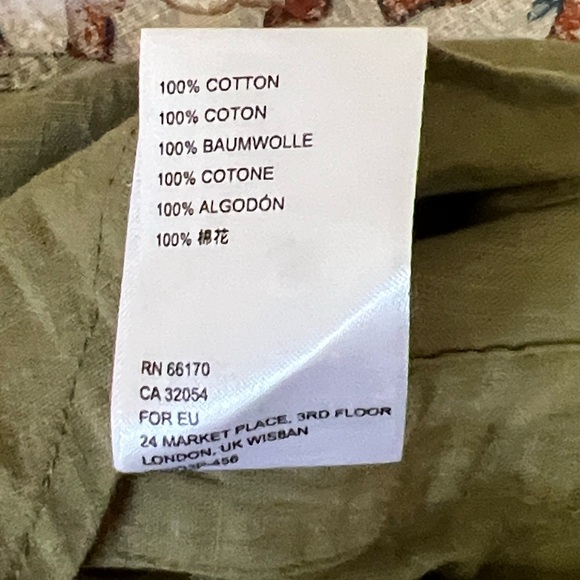 100% COTTON
100% COTON
100% BAUMWOLLE
100% COTONE
100% ALGODÓN
100% 棉花
RN 66170
CA 32054
FOR EU
24 MARKET PLACE, 3RD FLOOR
LONDON, UK WISBAN